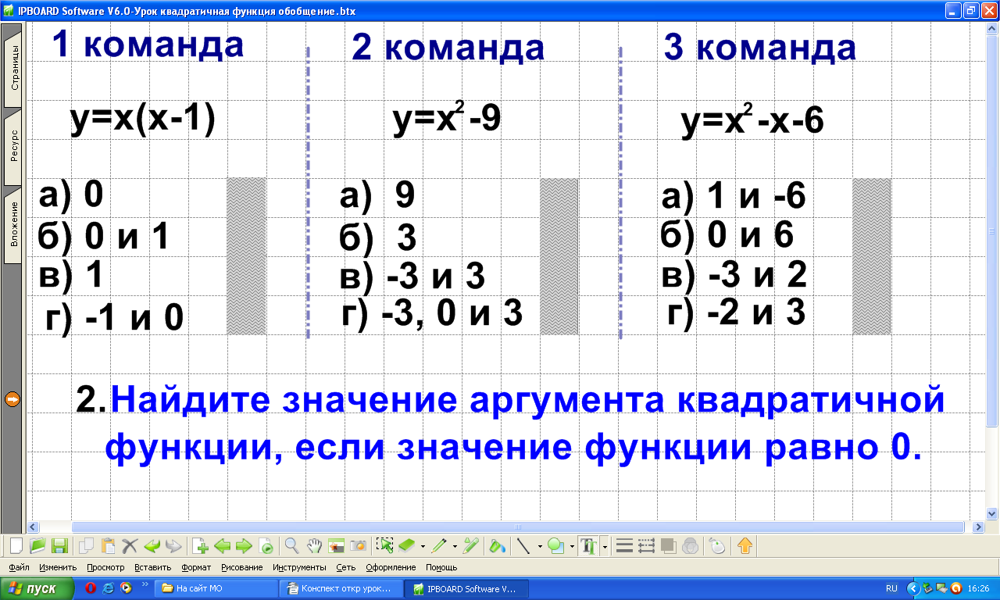 IPBOARD Software V6.0-Урок квадратичная функция обобщение.btx
Страницы
Ресурс
Вложение
1 команда
y=x(x-1)
а) 0
б) 0 и 1
в) 1
г) -1 и 0
2 команда
y=x²-9
а) 9
б) 3
в) -3 и 3
г) -3, 0 и 3
3 команда
y=x²-x-6
а) 1 и -6
б) 0 и 6
в) -3 и 2
г) -2 и 3
2. Найдите значение аргумента квадратичной
функции, если значение функции равно 0.
Файл Изменить Просмотр Вставить Формат Рисование Инструменты Сеть Оформление Помощь
пуск На сайт МО Конспект откр урок... IPBOARD Software V... RU 16:26